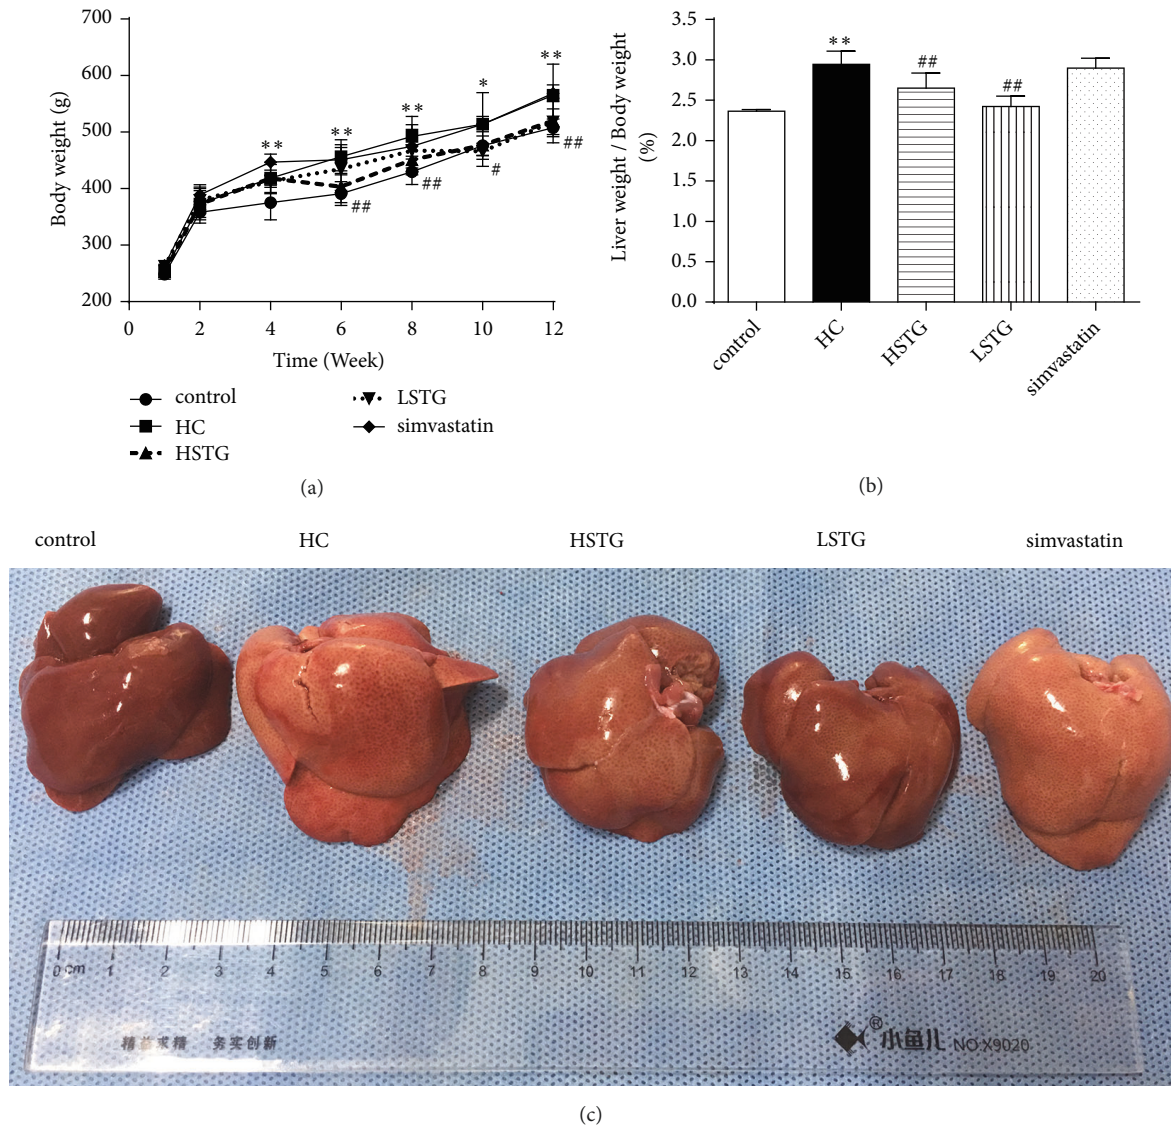 (a)
Body weight (g)
700
600
500
400
300
200
**
**
**
*
**
##
##
#
##
0 2 4 6 8 10 12
Time (Week)
control
HC
HSTG
LSTG
simvastatin
(b)
Liver weight / Body weight
(%)
3.5
3.0
2.5
2.0
1.5
1.0
0.5
0.0
**
##
##
control HC HSTG LSTG simvastatin
control HC HSTG LSTG simvastatin
0 cm 1 2 3 4 5 6 7 8 9 10 11 12 13 14 15 16 17 18 19 20
精益求精 务实创新
® 小鱼儿 NO:X9020
(c)